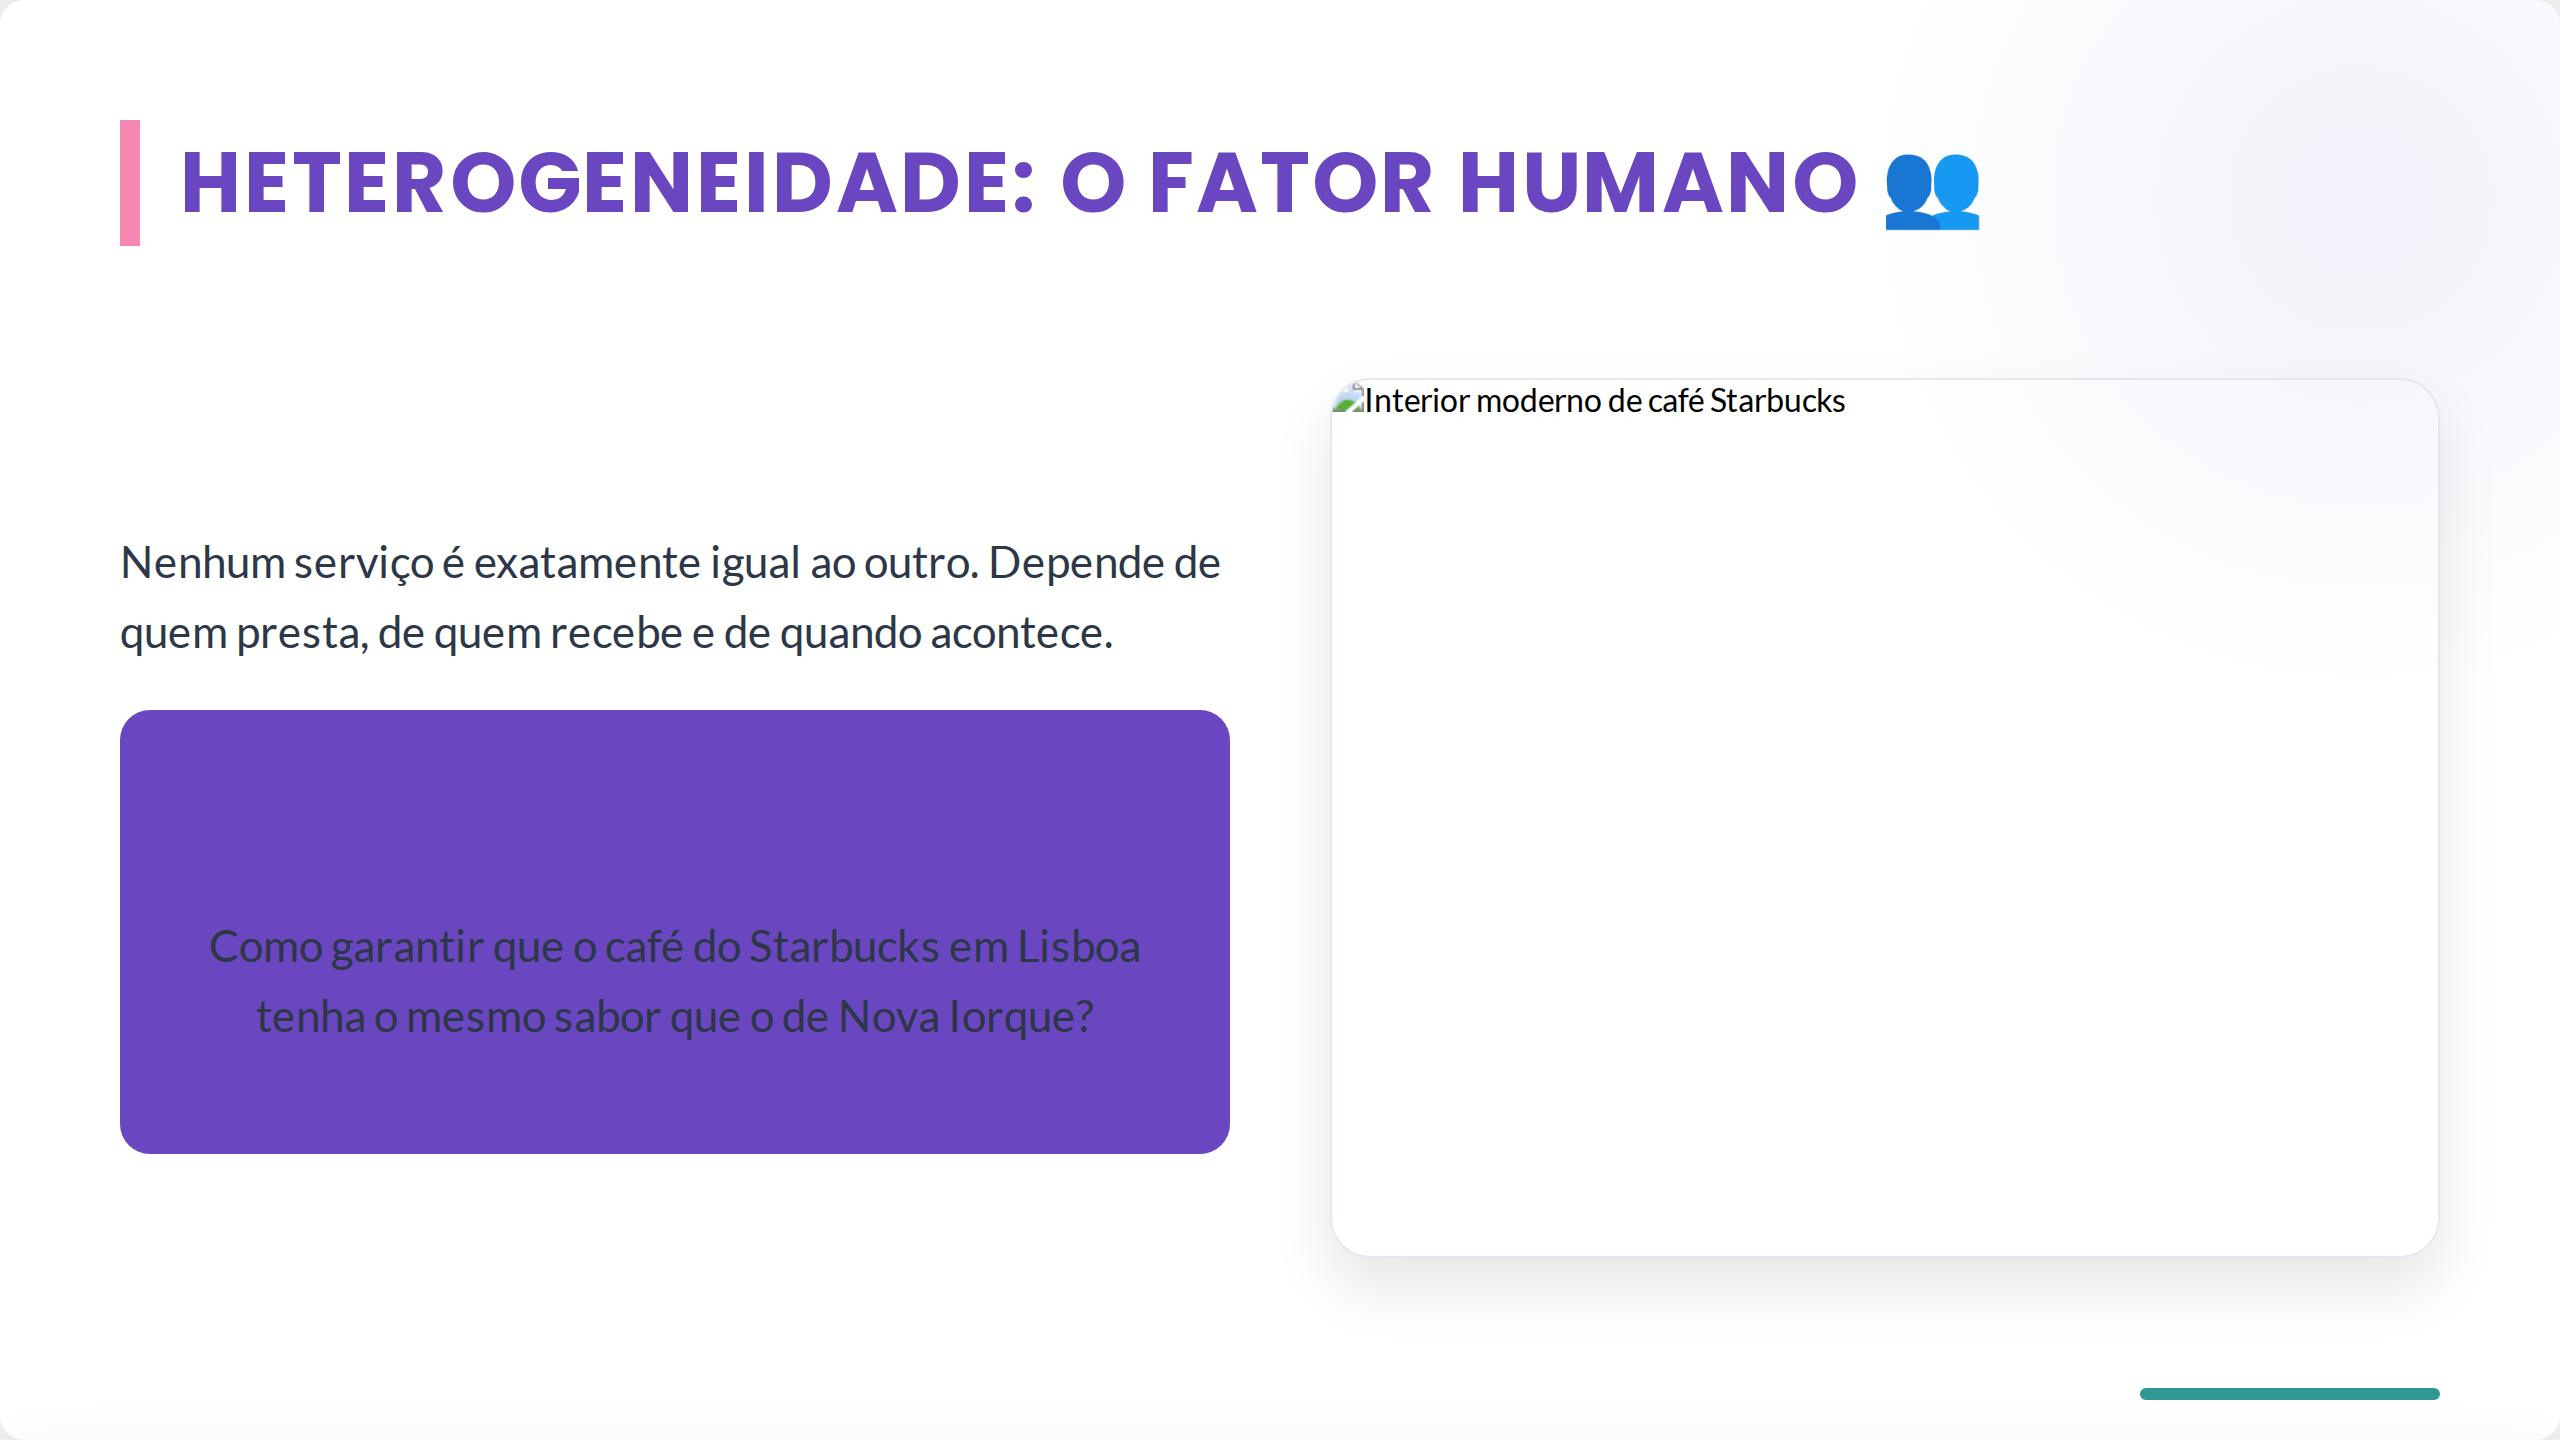 HETEROGENEIDADE: O FATOR HUMANO 👥
Nenhum serviço é exatamente igual ao outro. Depende de
quem presta, de quem recebe e de quando acontece.
Como garantir que o café do Starbucks em Lisboa
tenha o mesmo sabor que o de Nova Iorque?
Interior moderno de café Starbucks